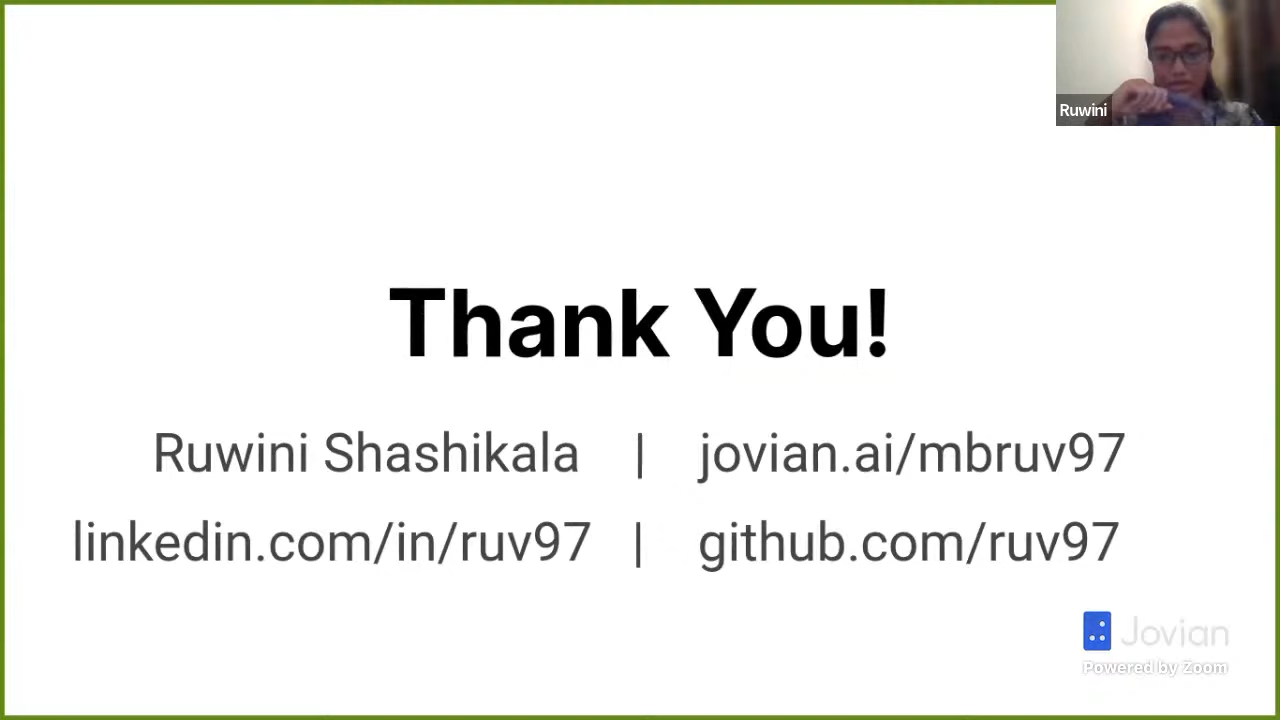 Ruwini
Thank You!
Ruwini Shashikala | jovian.ai/mbruv97
linkedin.com/in/ruv97 | github.com/ruv97
Jovian
Powered by Zoom